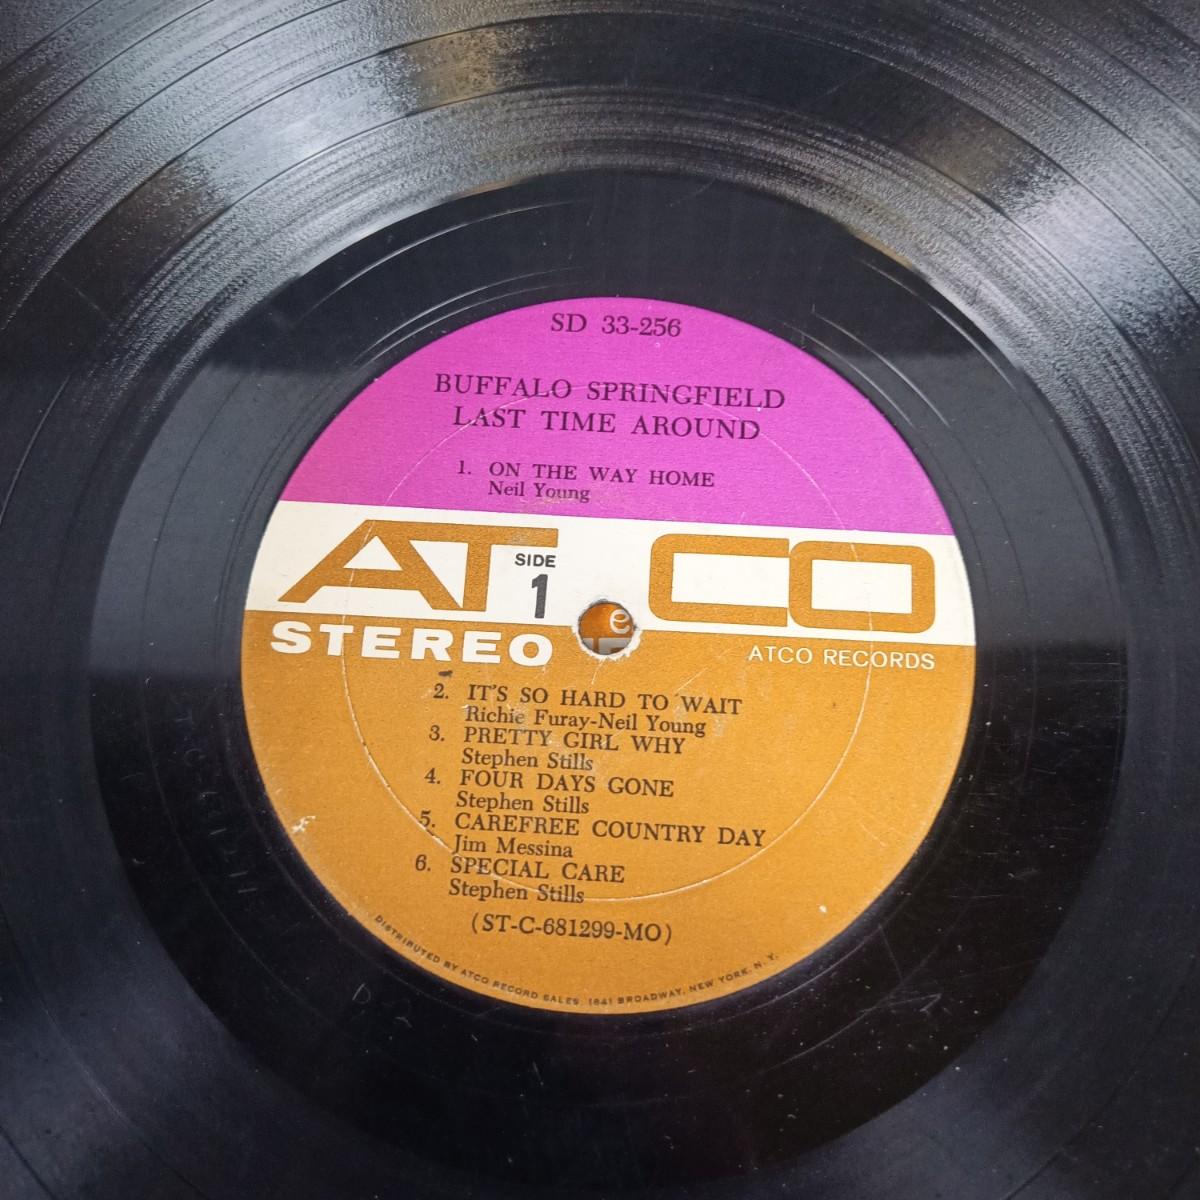 SD 33-256
BUFFALO SPRINGFIELD
LAST TIME AROUND
1. ON THE WAY HOME
Neil Young
ATCO
SIDE
1
STEREO
ATCO RECORDS
2. IT'S SO HARD TO WAIT
Richie Furay-Neil Young
3. PRETTY GIRL WHY
Stephen Stills
4. FOUR DAYS GONE
Stephen Stills
5. CAREFREE COUNTRY DAY
Jim Messina
6. SPECIAL CARE
Stephen Stills
(ST-C-681299-MO)
DISTRIBUTED BY ATCO RECORD SALES, 1841 BROADWAY, NEW YORK, N. Y.